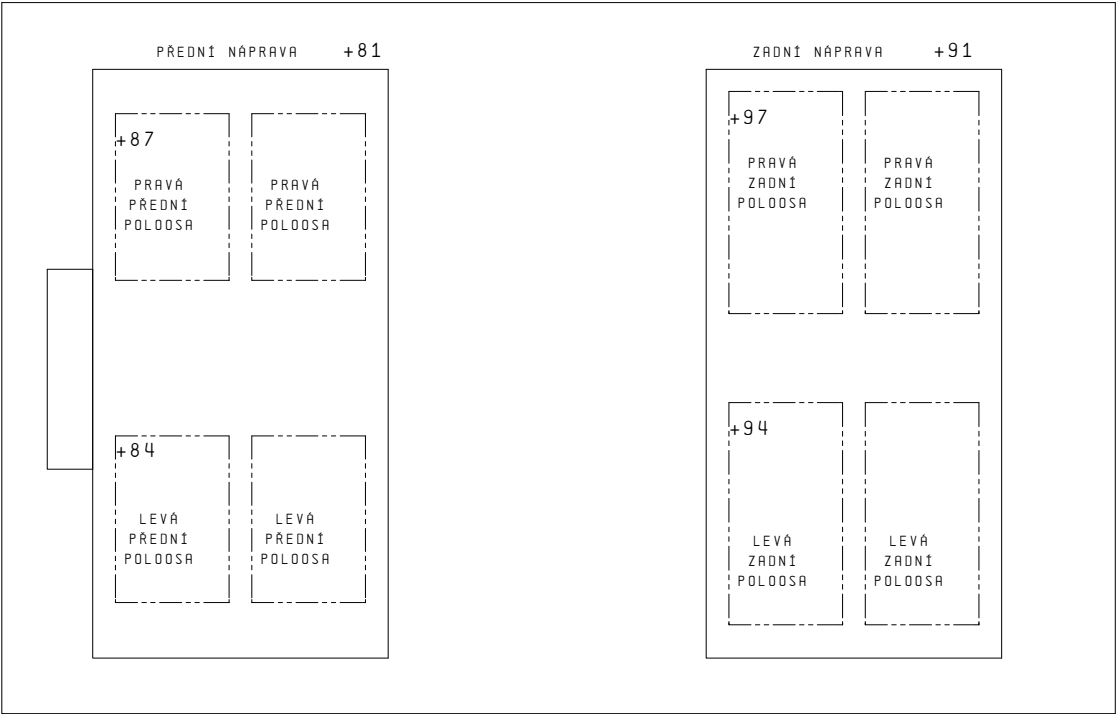 PŘEDNÍ NÁPRAVA +81
+87
PRAVÁ
PŘEDNÍ
POLOOSA
PRAVÁ
PŘEDNÍ
POLOOSA
+84
LEVÁ
PŘEDNÍ
POLOOSA
LEVÁ
PŘEDNÍ
POLOOSA
ZADNÍ NÁPRAVA +91
+97
PRAVÁ
ZADNÍ
POLOOSA
PRAVÁ
ZADNÍ
POLOOSA
+94
LEVÁ
ZADNÍ
POLOOSA
LEVÁ
ZADNÍ
POLOOSA